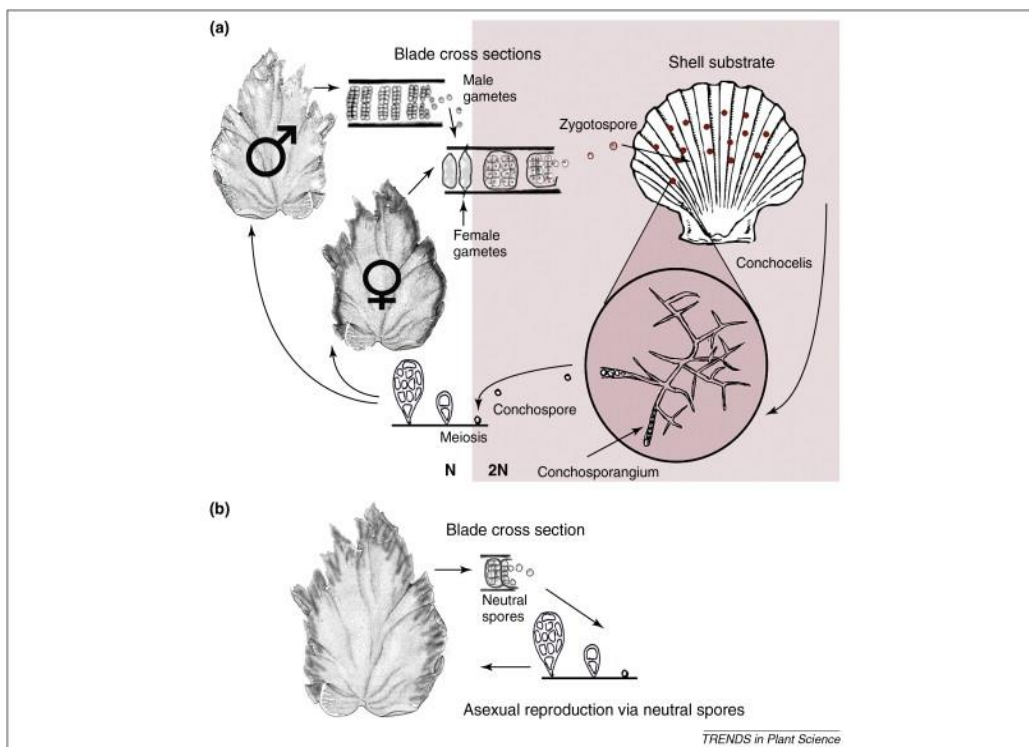 (a)
Blade cross sections
Male
gametes
Shell substrate
Zygotospore
♂
♀
Female
gametes
Conchocelis
Conchospore
Meiosis
N 2N
Conchosporangium
(b)
Blade cross section
Neutral
spores
Asexual reproduction via neutral spores
TRENDS in Plant Science